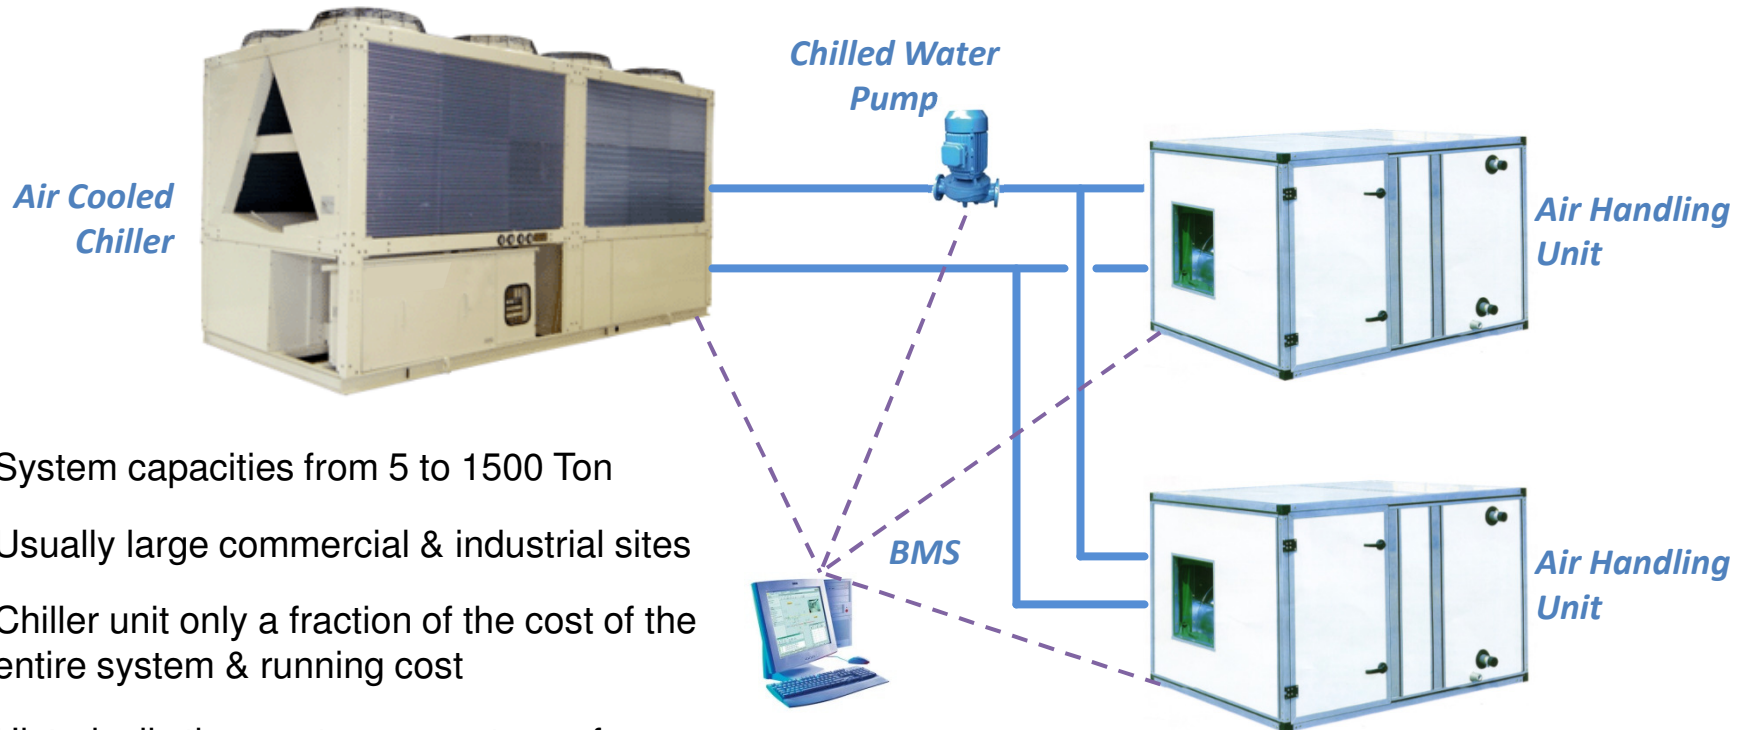 Chilled Water
Pump
Air Cooled
Chiller
Air Handling
Unit
System capacities from 5 to 1500 Ton
Usually large commercial & industrial sites
BMS
Air Handling
Unit
Chiller unit only a fraction of the cost of the
entire system & running cost